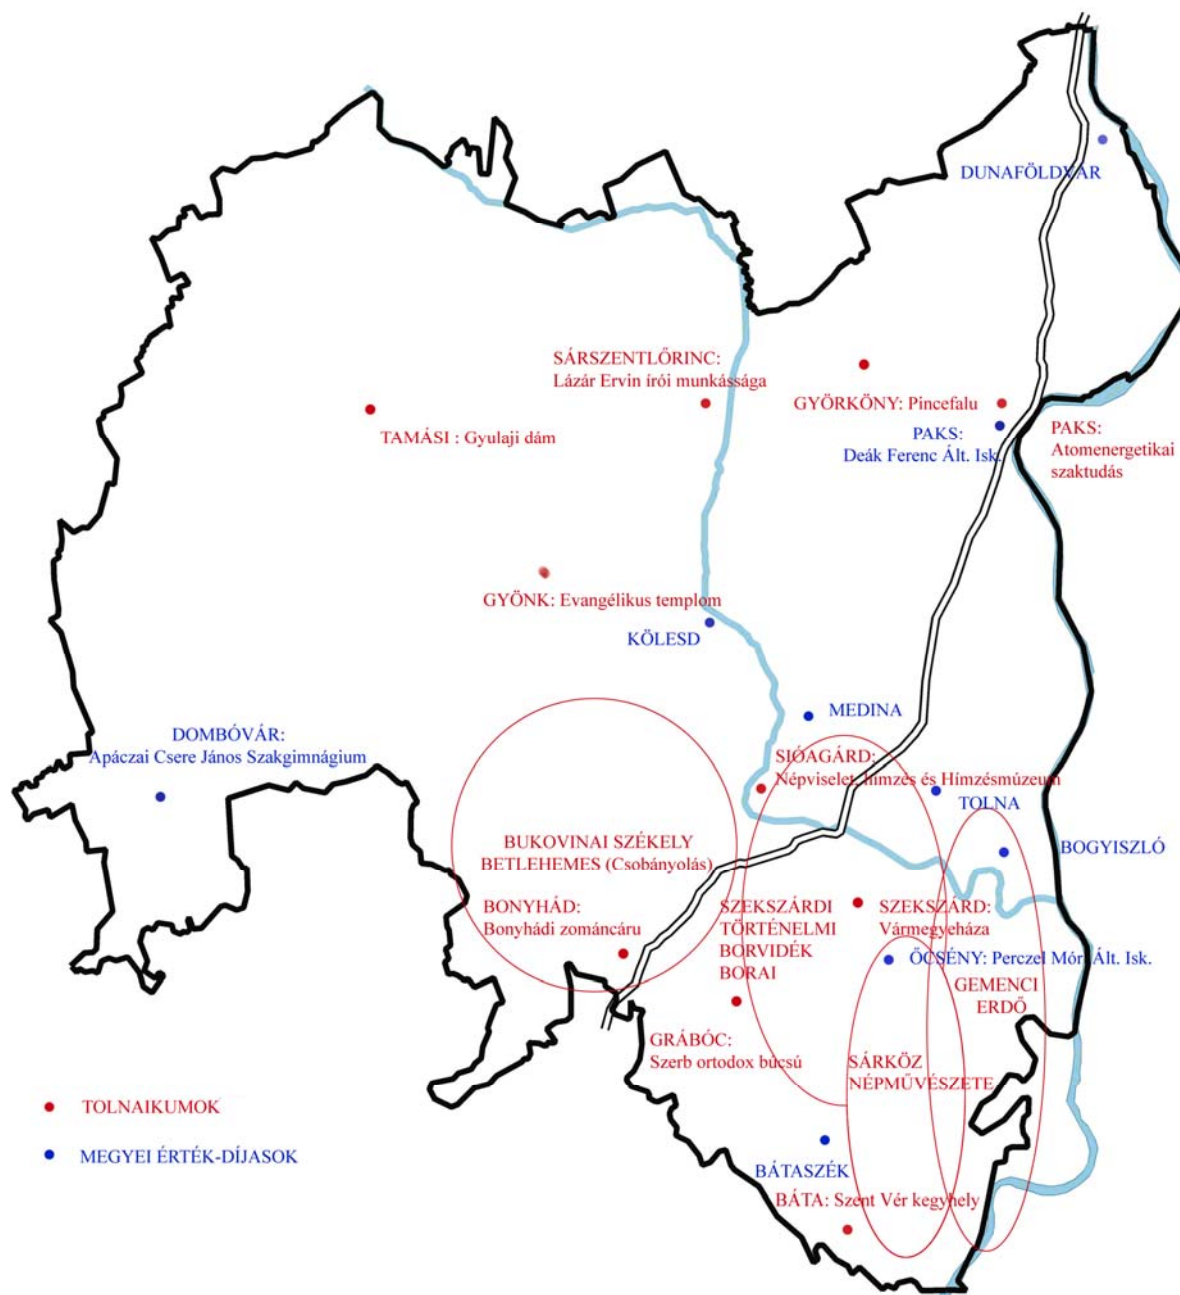 DUNAFÖLDVÁR
SÁRSZENTLŐRINC:
Lázár Ervin írói munkássága
GYÖRKÖNY: Pincefalu
TAMÁSI : Gyulaji dám
PAKS:
Deák Ferenc Ált. Isk.
PAKS:
Atomenergetikai
szaktudás
GYÖNK: Evangélikus templom
KÖLESD
MEDINA
DOMBÓVÁR:
Apáczai Csere János Szakgimnágium
SIÓAGÁRD:
Népviselet, hímzés és Hímzésmúzeum
TOLNA
BUKOVINAI SZÉKELY
BETLEHEMES (Csobányolás)
BOGYISZLÓ
BONYHÁD:
Bonyhádi zománcáru
SZEKSZÁRDI
TÖRTÉNELMI
BORVIDÉK
BORAI
SZEKSZÁRD:
Vármegyeháza
ŐCSÉNY: Perczel Mór Ált. Isk.
GEMENCI
ERDŐ
GRÁBÓC:
Szerb ortodox búcsú
SÁRKÖZ
NÉPMŰVÉSZETE
TOLNAIKUMOK
MEGYEI ÉRTÉK-DÍJASOK
BÁTASZÉK
BÁTA: Szent Vér kegyhely